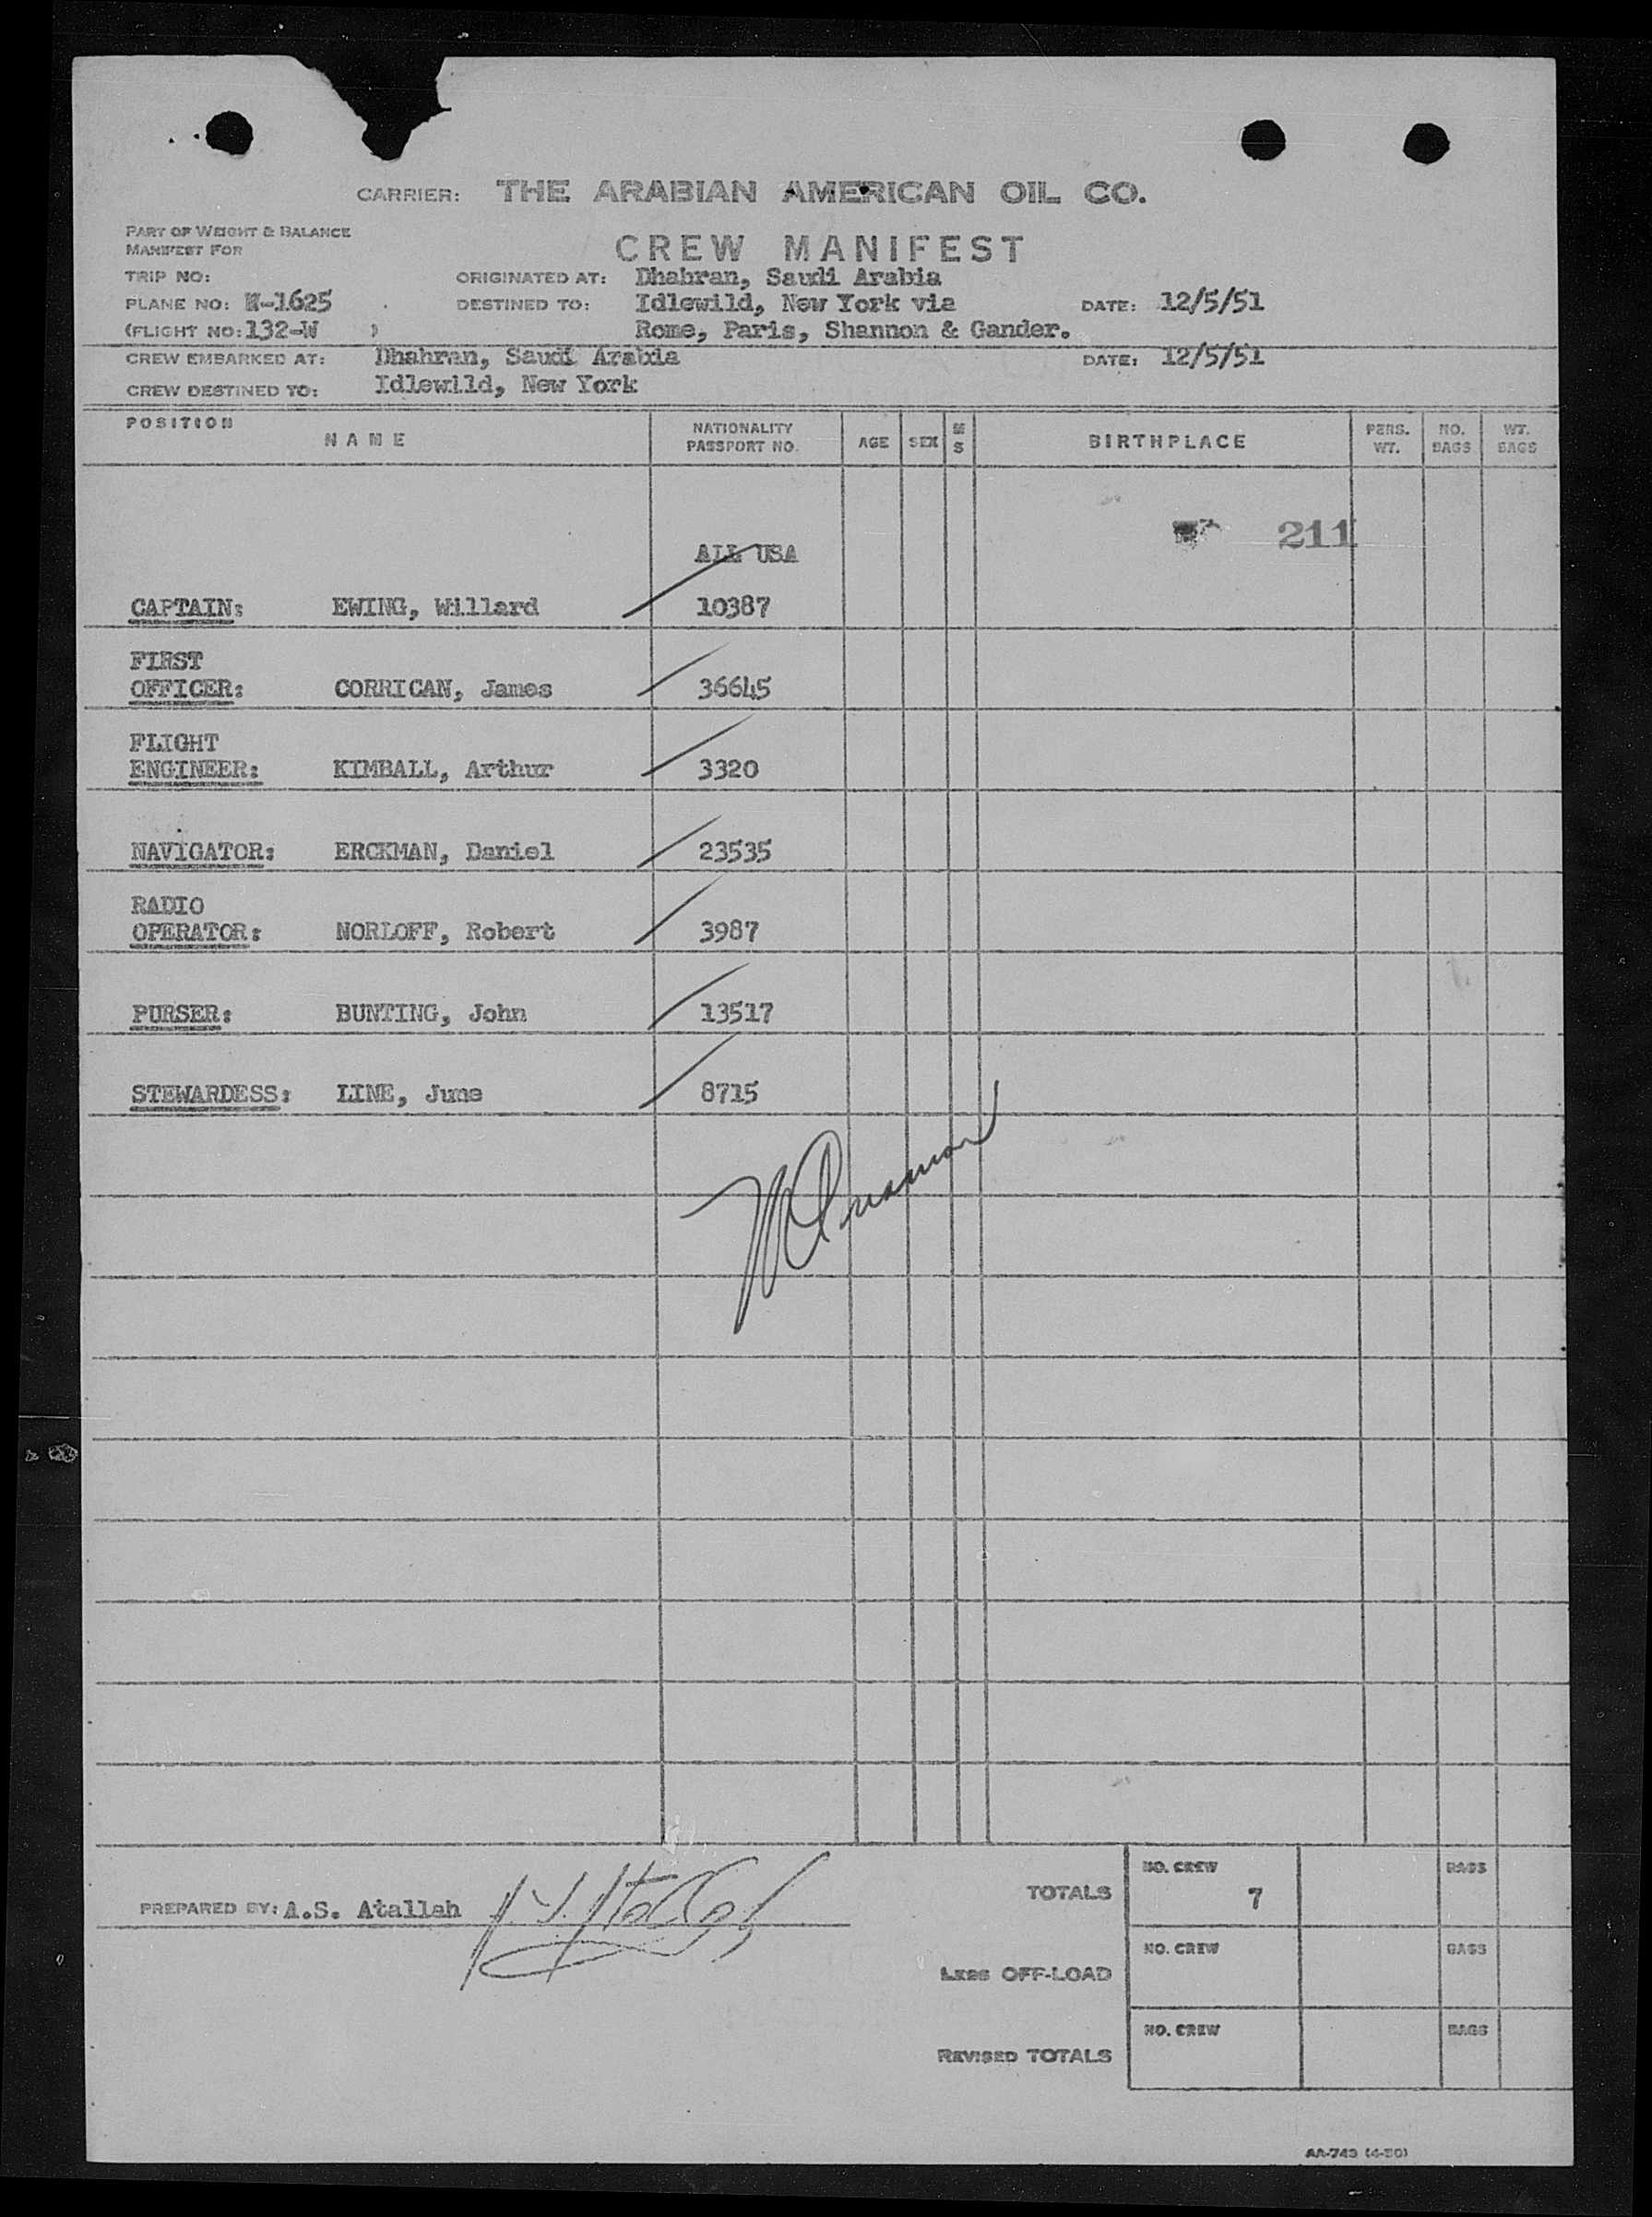 CARRIER: THE ARABIAN AMERICAN OIL CO.
PART OF WEIGHT & BALANCE
MANIFEST FOR
CREW MANIFEST
TRIP NO:
ORIGINATED AT: Dhahran, Saudi Arabia
PLANE NO: N-1625
DESTINED TO: Idlewild, New York via
DATE: 12/5/51
(FLIGHT NO: 132-W )
Rome, Paris, Shannon & Gander.
CREW EMBARKED AT: Dhahran, Saudi Arabia
DATE: 12/5/51
CREW DESTINED TO: Idlewild, New York
POSITION NAME NATIONALITY PASSPORT NO. AGE SEX M S BIRTHPLACE PERS. WT. NO. BAGS WT. BAGS
211
ALL USA
CAPTAIN: EWING, Willard 10387
FIRST
OFFICER: CORRICAN, James 36645
FLIGHT
ENGINEER: KIMBALL, Arthur 3320
NAVIGATOR: ERCKMAN, Daniel 23535
RADIO
OPERATOR: NORLOFF, Robert 3987
PURSER: BUNTING, John 13517
STEWARDESS: LINE, June 8715
PREPARED BY: A.S. Atallah
TOTALS NO. CREW 7 BAGS
LESS OFF-LOAD NO. CREW BAGS
REVISED TOTALS NO. CREW BAGS
AA-743 (4-50)